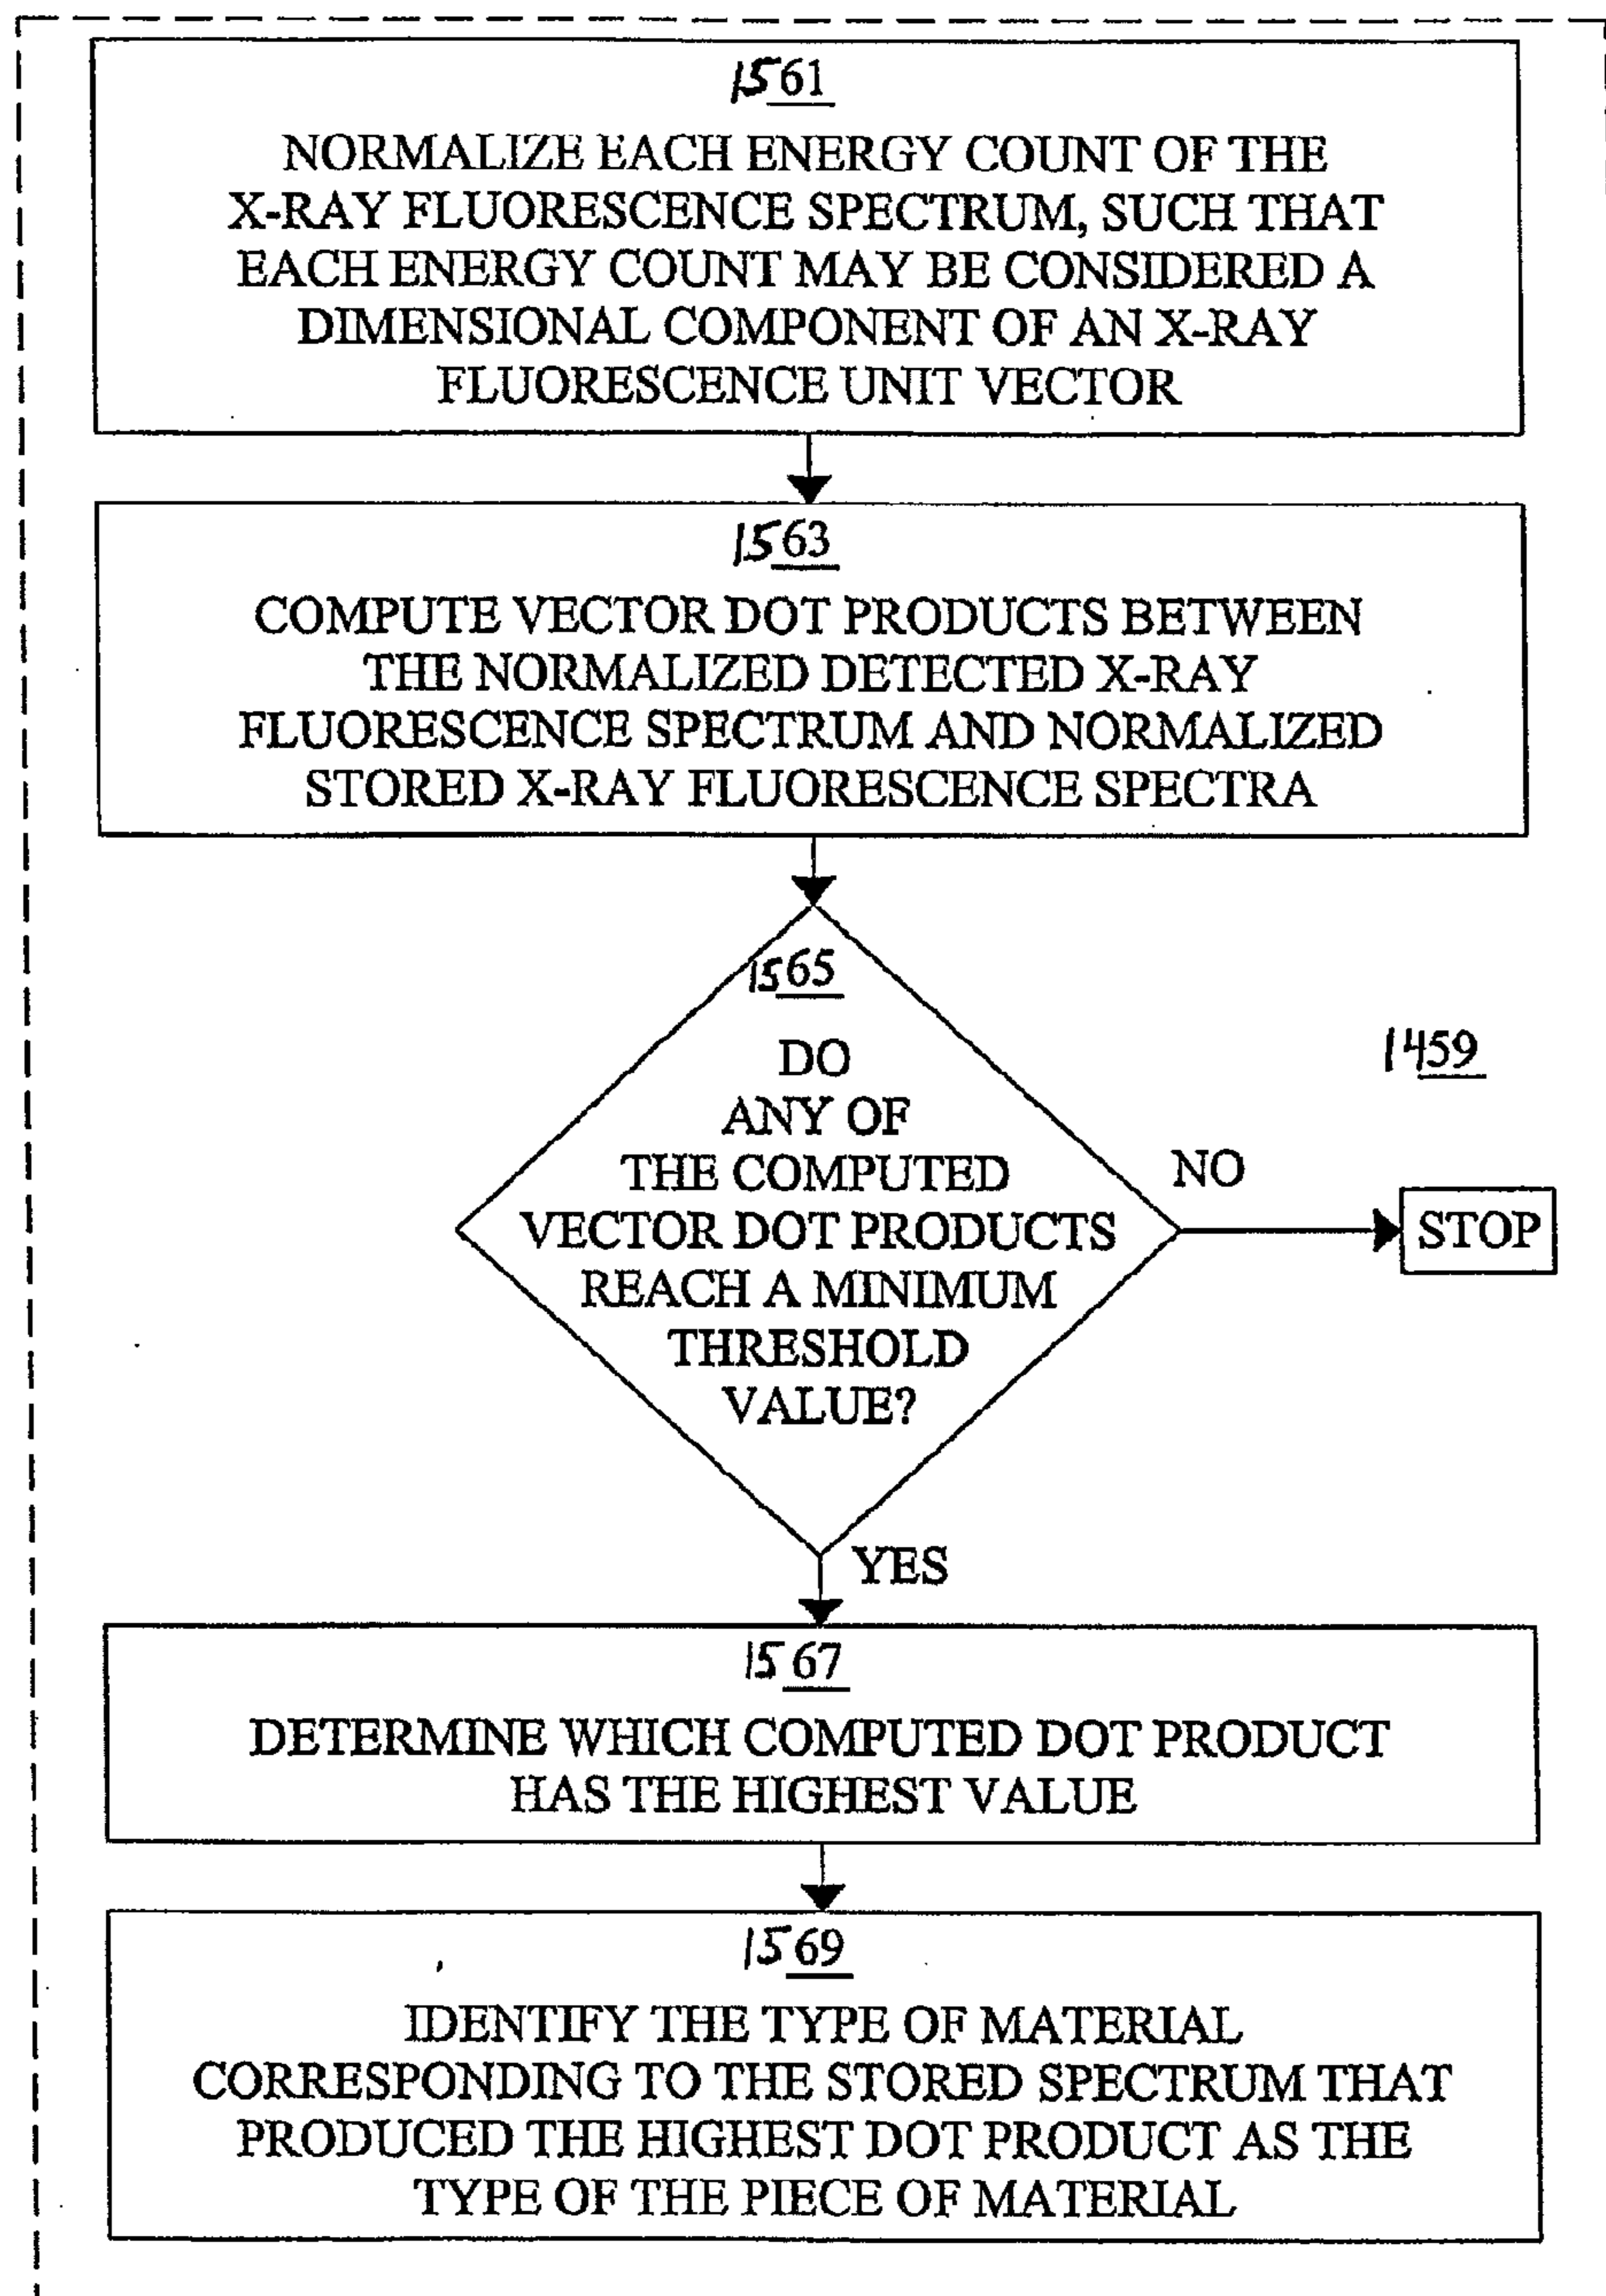 1561
NORMALIZE EACH ENERGY COUNT OF THE
X-RAY FLUORESCENCE SPECTRUM, SUCH THAT
EACH ENERGY COUNT MAY BE CONSIDERED A
DIMENSIONAL COMPONENT OF AN X-RAY
FLUORESCENCE UNIT VECTOR
1563
COMPUTE VECTOR DOT PRODUCTS BETWEEN
THE NORMALIZED DETECTED X-RAY
FLUORESCENCE SPECTRUM AND NORMALIZED
STORED X-RAY FLUORESCENCE SPECTRA
1565
DO
ANY OF
THE COMPUTED
VECTOR DOT PRODUCTS
REACH A MINIMUM
THRESHOLD
VALUE?
1459
NO
STOP
YES
1567
DETERMINE WHICH COMPUTED DOT PRODUCT
HAS THE HIGHEST VALUE
1569
IDENTIFY THE TYPE OF MATERIAL
CORRESPONDING TO THE STORED SPECTRUM THAT
PRODUCED THE HIGHEST DOT PRODUCT AS THE
TYPE OF THE PIECE OF MATERIAL